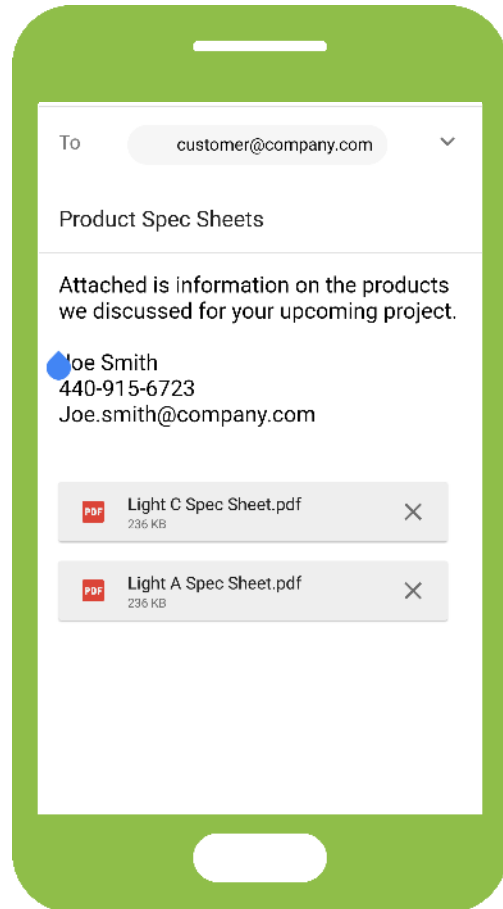 To customer@company.com
Product Spec Sheets
Attached is information on the products
we discussed for your upcoming project.
Joe Smith
440-915-6723
Joe.smith@company.com
PDF Light C Spec Sheet.pdf
236 KB
PDF Light A Spec Sheet.pdf
236 KB